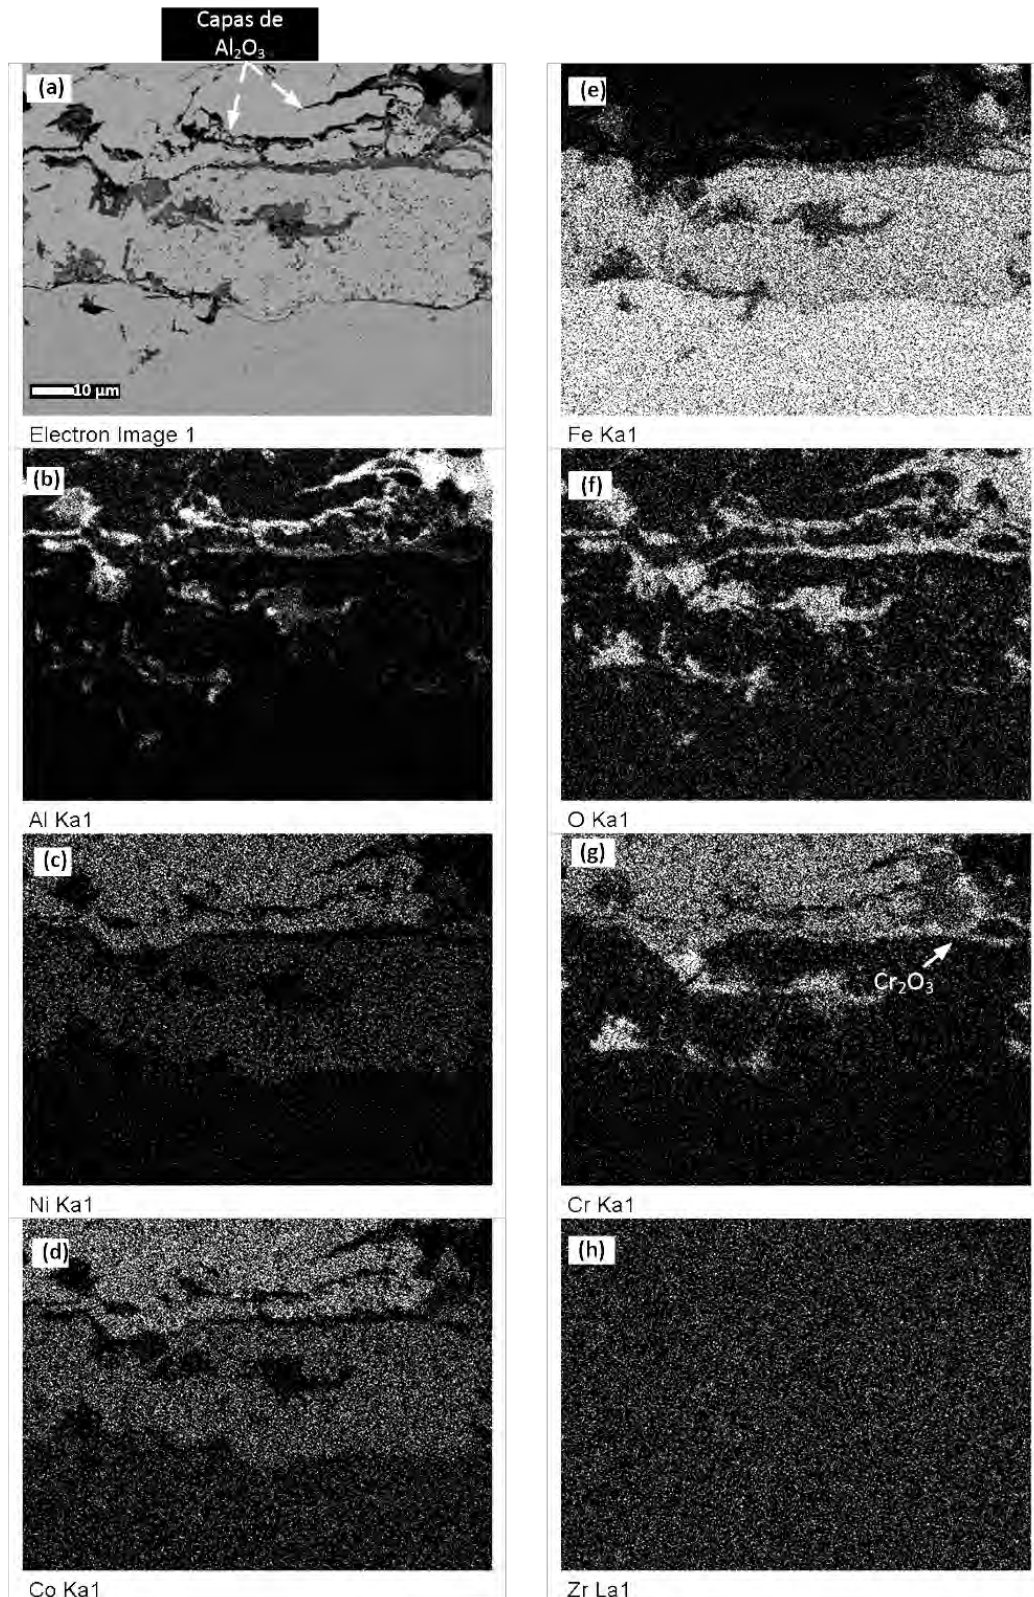 Capas de
Al₂O₃
(a)
10 µm
Electron Image 1
(b)
Al Ka1
(c)
Ni Ka1
(d)
Co Ka1
(e)
Fe Ka1
(f)
O Ka1
(g)
Cr₂O₃
Cr Ka1
(h)
Zr La1